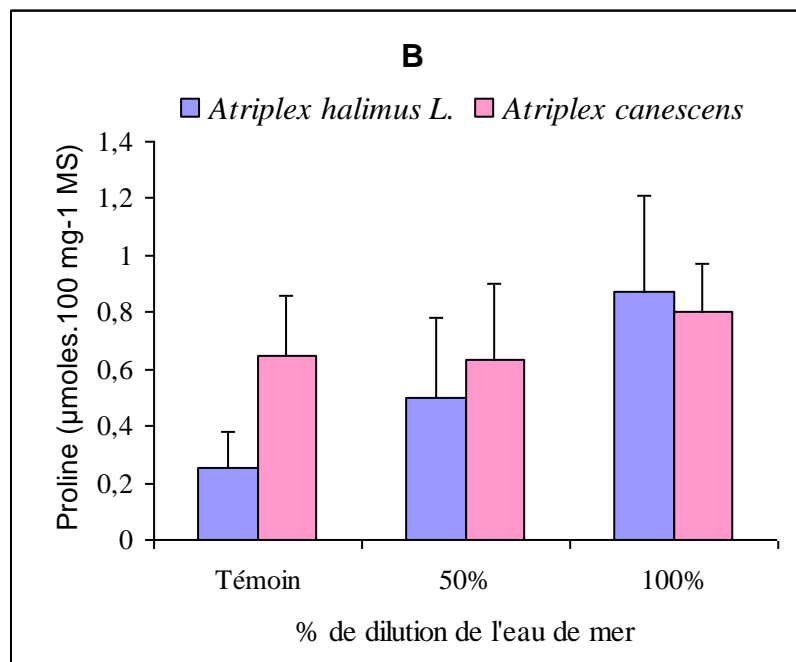 B
Atriplex halimus L. Atriplex canescens
Proline (µmoles.100 mg-1 MS)
1,4
1,2
1
0,8
0,6
0,4
0,2
0
Témoin 50% 100%
% de dilution de l'eau de mer